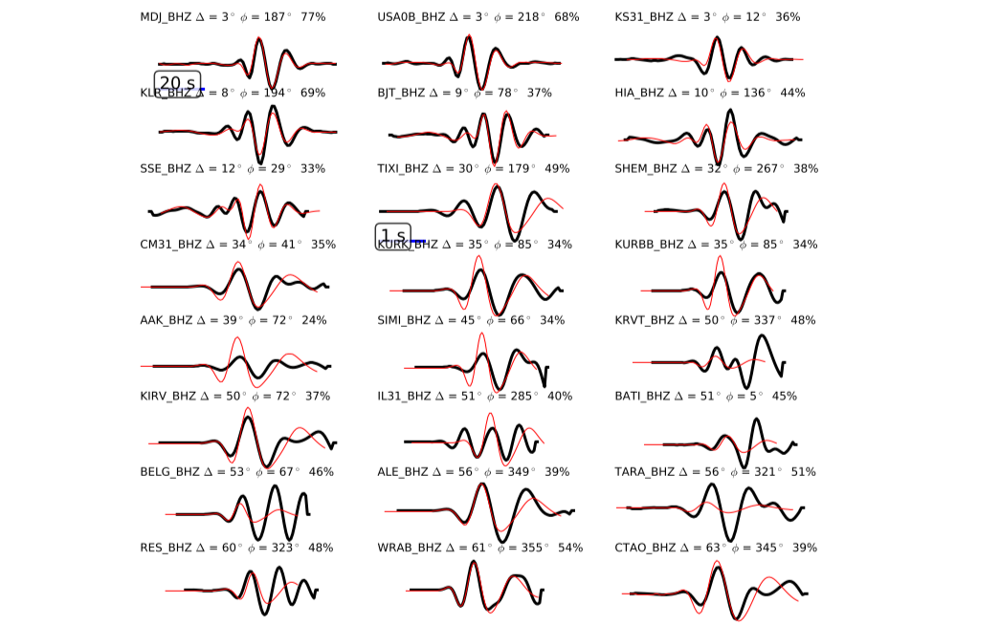 MDJ_BHZ Δ = 3° ϕ = 187° 77%
USA0B_BHZ Δ = 3° ϕ = 218° 68%
KS31_BHZ Δ = 3° ϕ = 12° 36%
20 s
KLR_BHZ Δ = 8° ϕ = 194° 69%
BJT_BHZ Δ = 9° ϕ = 78° 37%
HIA_BHZ Δ = 10° ϕ = 136° 44%
SSE_BHZ Δ = 12° ϕ = 29° 33%
TIXI_BHZ Δ = 30° ϕ = 179° 49%
SHEM_BHZ Δ = 32° ϕ = 267° 38%
1 s
CM31_BHZ Δ = 34° ϕ = 41° 35%
KURK_BHZ Δ = 35° ϕ = 85° 34%
KURBB_BHZ Δ = 35° ϕ = 85° 34%
AAK_BHZ Δ = 39° ϕ = 72° 24%
SIMI_BHZ Δ = 45° ϕ = 66° 34%
KRVT_BHZ Δ = 50° ϕ = 337° 48%
KIRV_BHZ Δ = 50° ϕ = 72° 37%
IL31_BHZ Δ = 51° ϕ = 285° 40%
BATI_BHZ Δ = 51° ϕ = 5° 45%
BELG_BHZ Δ = 53° ϕ = 67° 46%
ALE_BHZ Δ = 56° ϕ = 349° 39%
TARA_BHZ Δ = 56° ϕ = 321° 51%
RES_BHZ Δ = 60° ϕ = 323° 48%
WRAB_BHZ Δ = 61° ϕ = 355° 54%
CTAO_BHZ Δ = 63° ϕ = 345° 39%